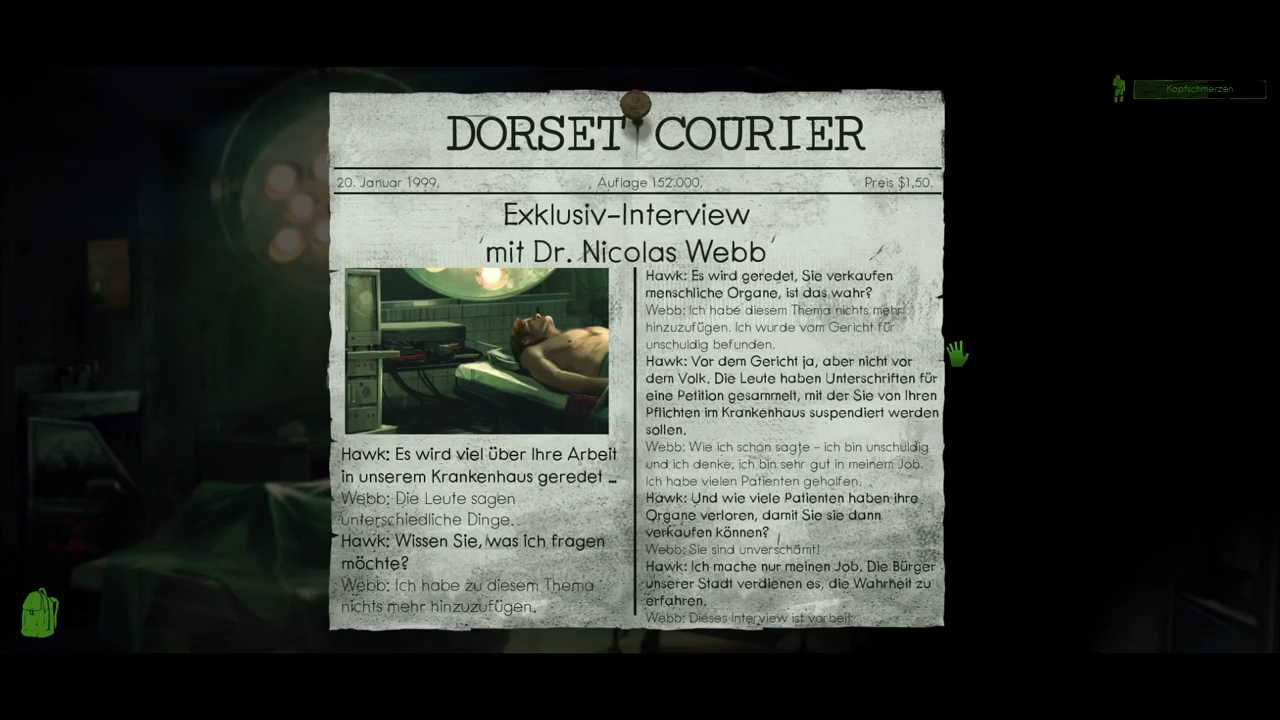 Kopfschmerzen
DORSET COURIER
20. Januar 1999,
Auflage 152.000,
Preis $1,50.
Exklusiv-Interview
mit Dr. Nicolas Webb
Hawk: Es wird viel über Ihre Arbeit
in unserem Krankenhaus geredet ...
Webb: Die Leute sagen
unterschiedliche Dinge.
Hawk: Wissen Sie, was ich fragen
möchte?
Webb: Ich habe zu diesem Thema
nichts mehr hinzuzufügen.
Hawk: Es wird geredet, Sie verkaufen
menschliche Organe, ist das wahr?
Webb: Ich habe diesem Thema nichts mehr
hinzuzufügen. Ich wurde vom Gericht für
unschuldig befunden.
Hawk: Vor dem Gericht ja, aber nicht vor
dem Volk. Die Leute haben Unterschriften für
eine Petition gesammelt, mit der Sie von Ihren
Pflichten im Krankenhaus suspendiert werden
sollen.
Webb: Wie ich schon sagte - ich bin unschuldig
und ich denke, ich bin sehr gut in meinem Job.
Ich habe vielen Patienten geholfen.
Hawk: Und wie viele Patienten haben ihre
Organe verloren, damit Sie sie dann
verkaufen können?
Webb: Sie sind unverschämt!
Hawk: Ich mache nur meinen Job. Die Bürger
unserer Stadt verdienen es, die Wahrheit zu
erfahren.
Webb: Dieses Interview ist vorbei!